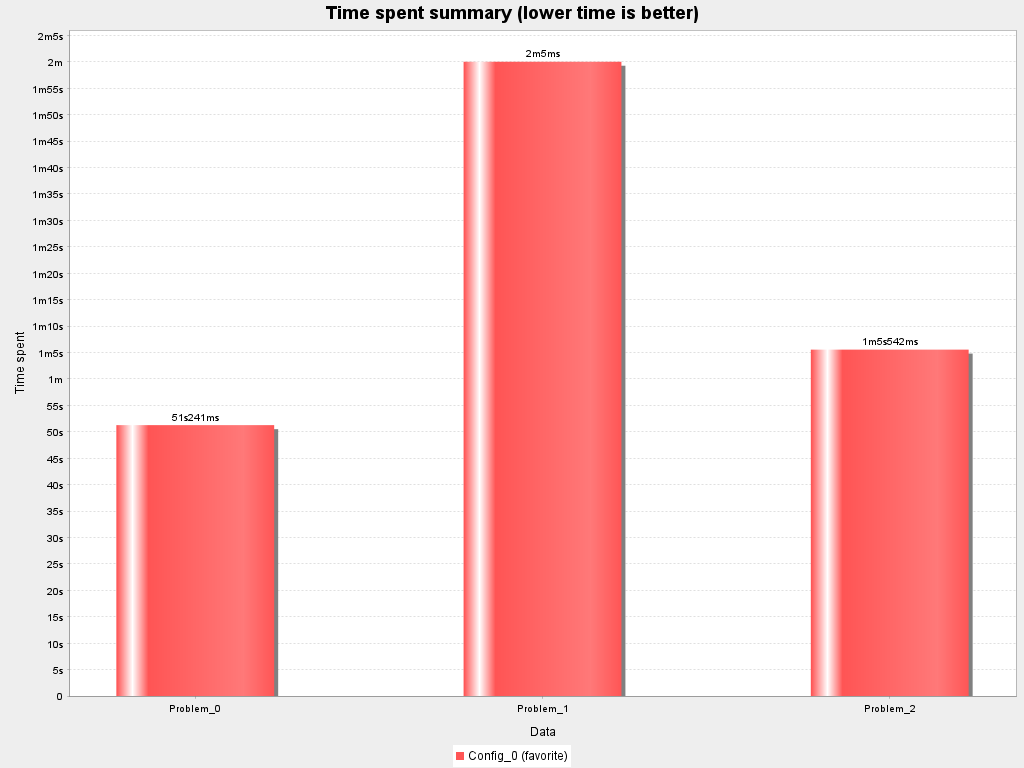 Time spent summary (lower time is better)
2m5s
2m
1m55s
1m50s
1m45s
1m40s
1m35s
1m30s
1m25s
1m20s
1m15s
1m10s
1m5s
1m
55s
50s
45s
40s
35s
30s
25s
20s
15s
10s
5s
0
Time spent
51s241ms
2m5ms
1m5s542ms
Problem_0
Problem_1
Problem_2
Data
Config_0 (favorite)